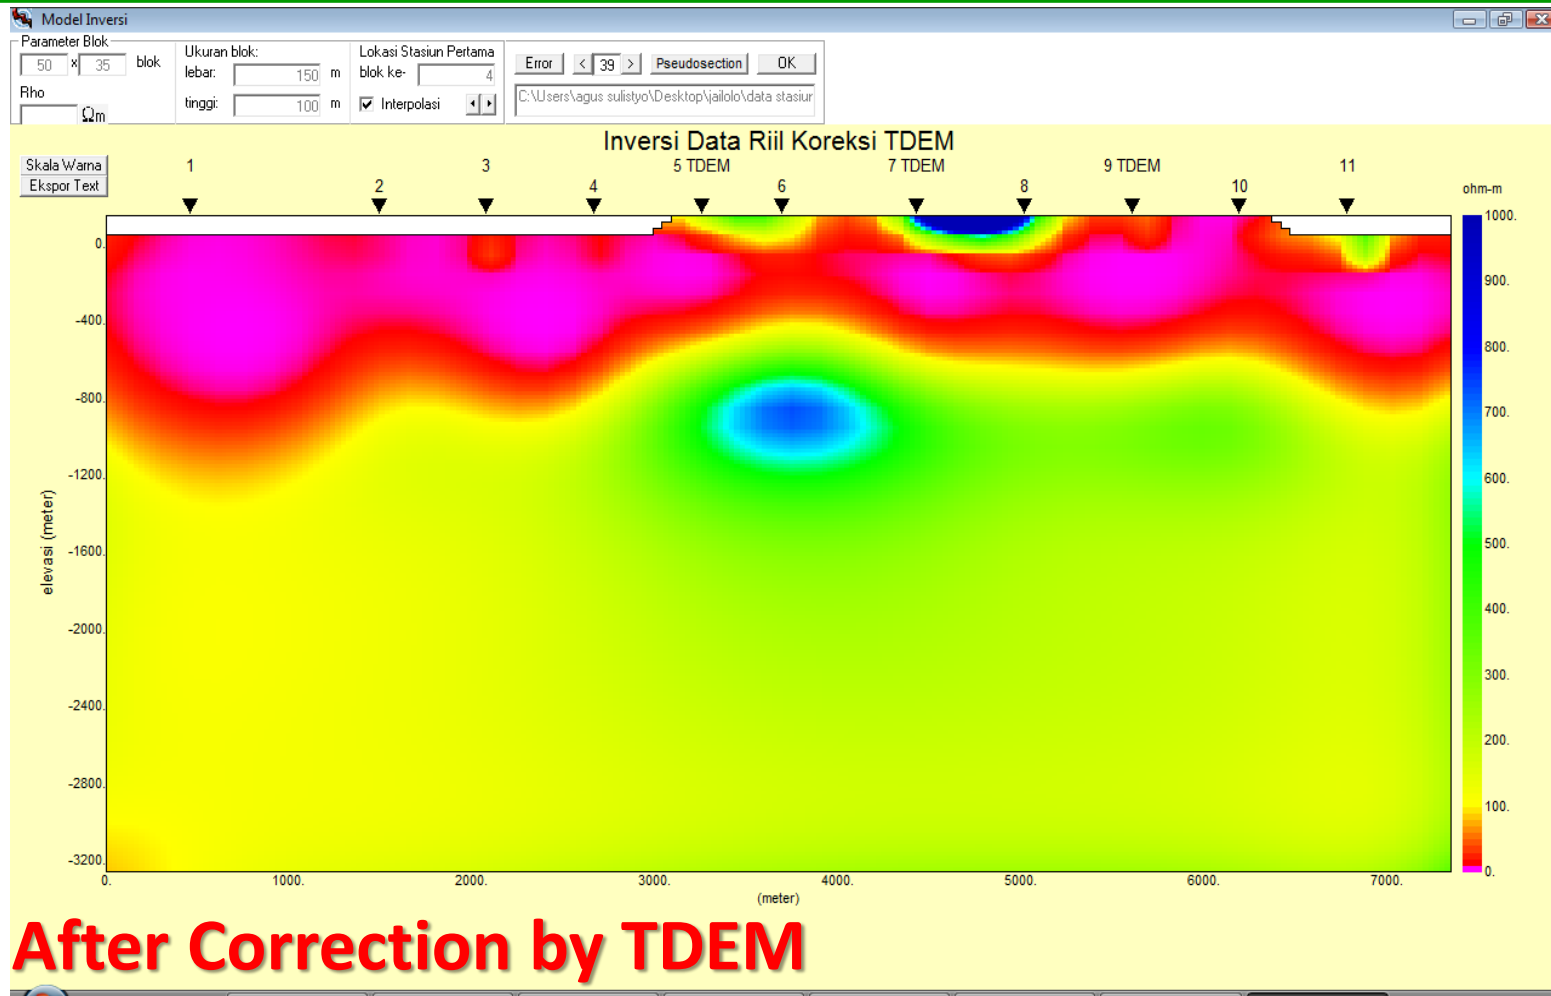 Model Inversi
Parameter Blok
50 x 35 blok
Rho
Ωm
Ukuran blok:
lebar: 150 m
tinggi: 100 m
Lokasi Stasiun Pertama
blok ke- 4
Interpolasi
Error < 39 > Pseudosection OK
C:\Users\agus sulistyo\Desktop\jailolo\data stasiur
Inversi Data Riil Koreksi TDEM
Skala Warna
Ekspor Text
1 3 5 TDEM 7 TDEM 9 TDEM 11
2 4 6 8 10
ohm-m
1000.
900.
800.
700.
600.
500.
400.
300.
200.
100.
0.
elevasi (meter)
0.
-400.
-800.
-1200.
-1600.
-2000.
-2400.
-2800.
-3200.
0. 1000. 2000. 3000. 4000. 5000. 6000. 7000.
(meter)
After Correction by TDEM